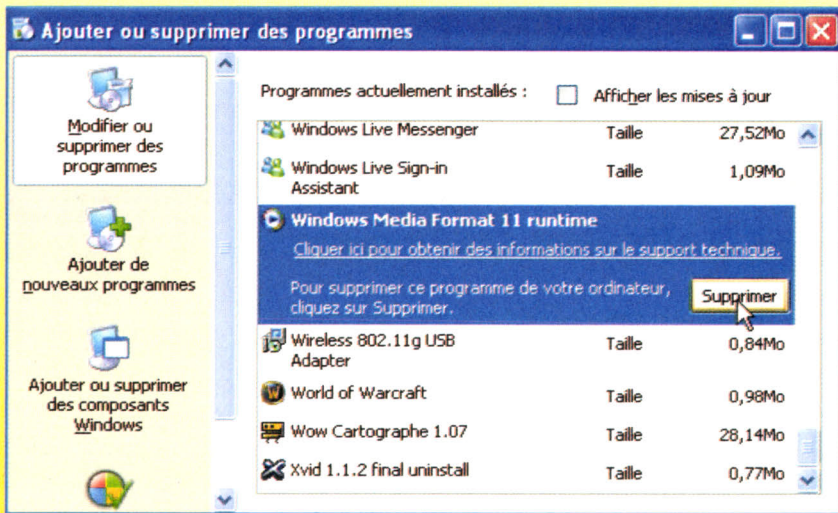 Ajouter ou supprimer des programmes
Modifier ou
supprimer des
programmes
Ajouter de
nouveaux programmes
Ajouter ou supprimer
des composants
Windows
Programmes actuellement installés :
Afficher les mises à jour
Windows Live Messenger Taille 27,52Mo
Windows Live Sign-in
Assistant Taille 1,09Mo
Windows Media Format 11 runtime
Cliquer ici pour obtenir des informations sur le support technique.
Pour supprimer ce programme de votre ordinateur,
cliquez sur Supprimer.
Supprimer
Wireless 802.11g USB
Adapter Taille 0,84Mo
World of Warcraft Taille 0,98Mo
Wow Cartographe 1.07 Taille 28,14Mo
Xvid 1.1.2 final uninstall Taille 0,77Mo